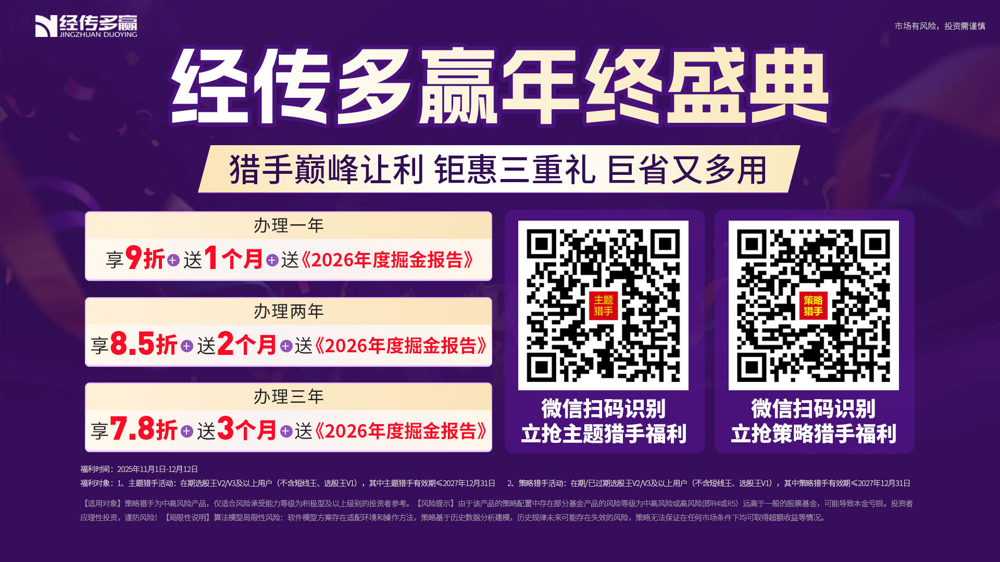 经传多赢
JINGZHUAN DUOYING
市场有风险，投资需谨慎
经传多赢年终盛典
猎手巅峰让利 钜惠三重礼 巨省又多用
办理一年
享9折+送1个月+送《2026年度掘金报告》
办理两年
享8.5折+送2个月+送《2026年度掘金报告》
办理三年
享7.8折+送3个月+送《2026年度掘金报告》
主题
猎手
微信扫码识别
立抢主题猎手福利
策略
猎手
微信扫码识别
立抢策略猎手福利
福利时间：2025年11月1日-12月12日
福利对象：1、主题猎手活动：在期选股王V2/V3及以上用户（不含短线王、选股王V1），其中主题猎手有效期≤2027年12月31日 2、策略猎手活动：在期/已过期选股王V2/V3及以上用户（不含短线王、选股王V1），其中策略猎手有效期≤2027年12月31日
【适用对象】策略猎手为中高风险产品，仅适合风险承受能力等级为积极型及以上级别的投资者参考。【风险提示】由于该产品的策略配置中存在部分基金产品的风险等级为中高风险或高风险(即R4或R5）远高于一般的股票基金，可能导致本金亏损。投资者
应理性投资，谨防风险！【局限性说明】算法模型局限性风险：软件模型方案存在适配环境和操作方法，策略基于历史数据分析建模，历史规律未来可能存在失效的风险，策略无法保证在任何市场条件下均可取得超额收益等情况。